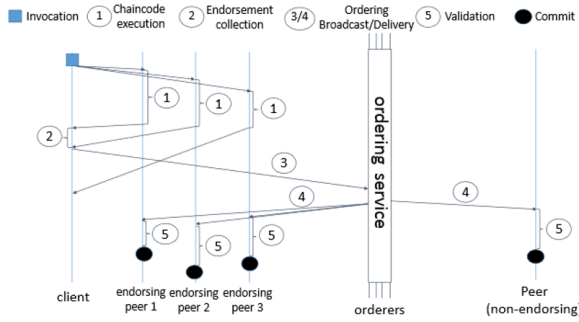 Invocation
1
Chaincode
execution
2
Endorsement
collection
3/4
Ordering
Broadcast/Delivery
5
Validation
Commit
1
1
1
2
3
4
4
5
5
5
5
ordering service
client
endorsing
peer 1
endorsing
peer 2
endorsing
peer 3
orderers
Peer
(non-endorsing)